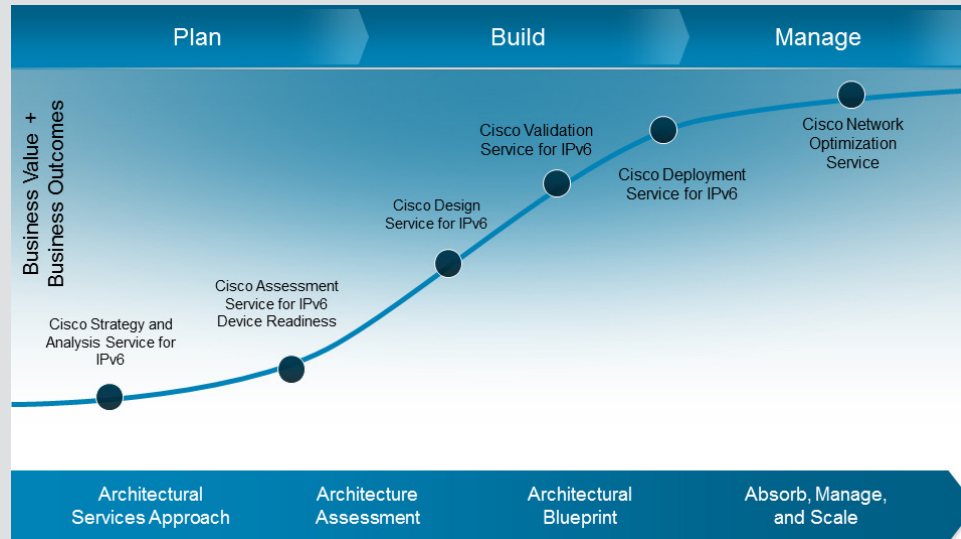 Plan
Build
Manage
Business Value +
Business Outcomes
Cisco Strategy and
Analysis Service for
IPv6
Cisco Assessment
Service for IPv6
Device Readiness
Cisco Design
Service for IPv6
Cisco Validation
Service for IPv6
Cisco Deployment
Service for IPv6
Cisco Network
Optimization
Service
Architectural
Services Approach
Architecture
Assessment
Architectural
Blueprint
Absorb, Manage,
and Scale